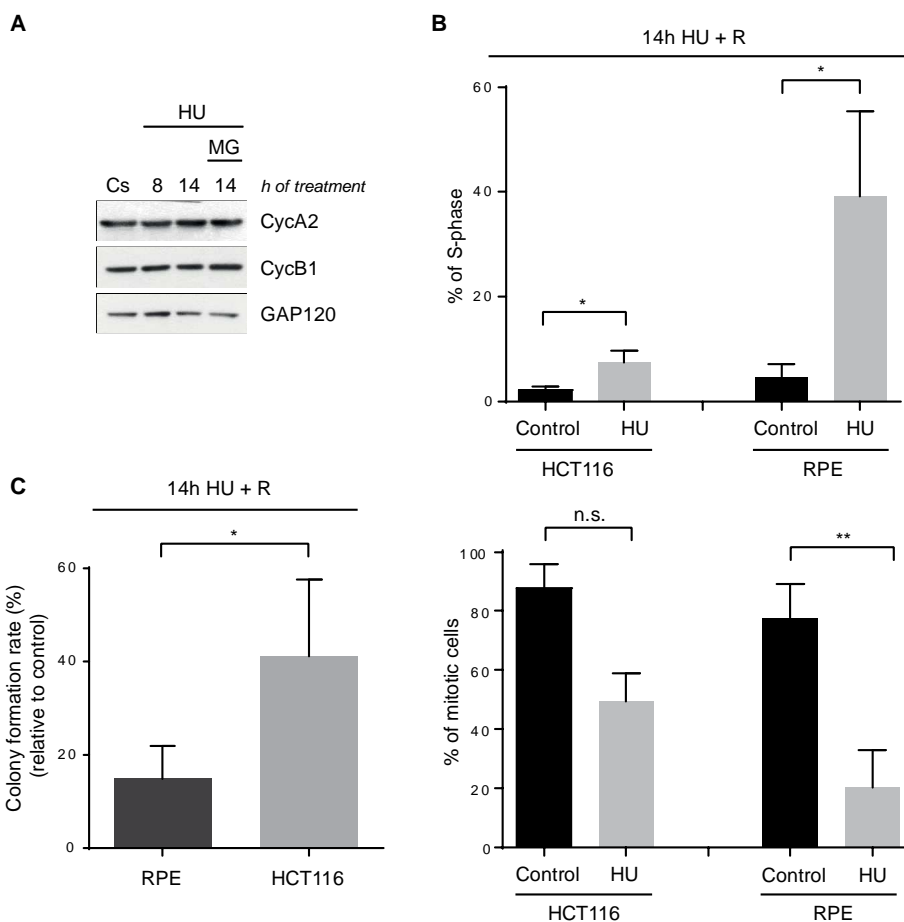 A
HU
MG
Cs 8 14 14 h of treatment
CycA2
CycB1
GAP120
B
14h HU + R
% of S-phase
60
40
20
0
*
*
Control HU Control HU
HCT116 RPE
C
14h HU + R
Colony formation rate (%)
(relative to control)
60
40
20
0
*
RPE HCT116
% of mitotic cells
100
80
60
40
20
0
n.s.
**
Control HU Control HU
HCT116 RPE